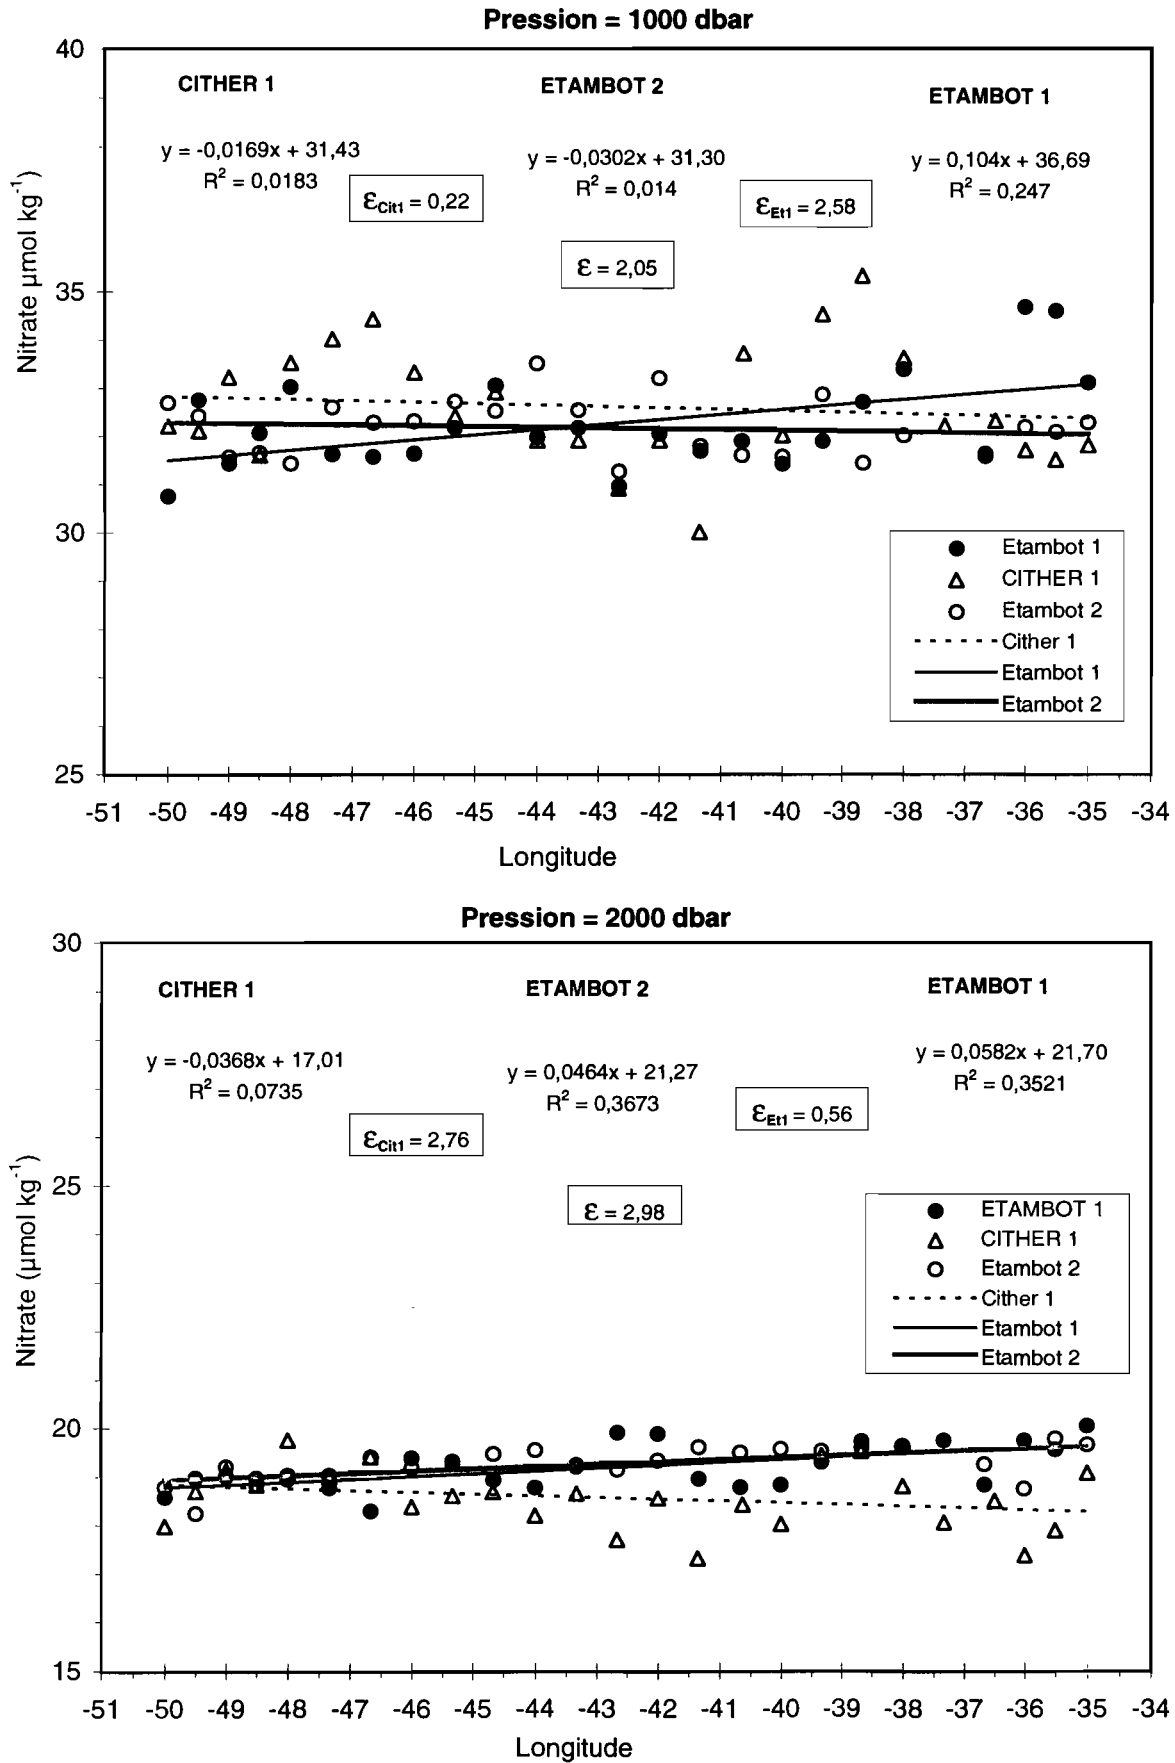 Pression = 1000 dbar
40
CITHER 1
ETAMBOT 2
ETAMBOT 1
y = -0,0169x + 31,43
R² = 0,0183
y = -0,0302x + 31,30
R² = 0,014
y = 0,104x + 36,69
R² = 0,247
εCit1 = 0,22
εEt1 = 2,58
ε = 2,05
Nitrate µmol kg⁻¹)
35
30
25
Etambot 1
CITHER 1
Etambot 2
Cither 1
Etambot 1
Etambot 2
-51 -50 -49 -48 -47 -46 -45 -44 -43 -42 -41 -40 -39 -38 -37 -36 -35 -34
Longitude
Pression = 2000 dbar
30
CITHER 1
ETAMBOT 2
ETAMBOT 1
y = -0,0368x + 17,01
R² = 0,0735
y = 0,0464x + 21,27
R² = 0,3673
y = 0,0582x + 21,70
R² = 0,3521
εCit1 = 2,76
εEt1 = 0,56
ε = 2,98
Nitrate (µmol kg⁻¹)
25
20
15
ETAMBOT 1
CITHER 1
Etambot 2
Cither 1
Etambot 1
Etambot 2
-51 -50 -49 -48 -47 -46 -45 -44 -43 -42 -41 -40 -39 -38 -37 -36 -35 -34
Longitude